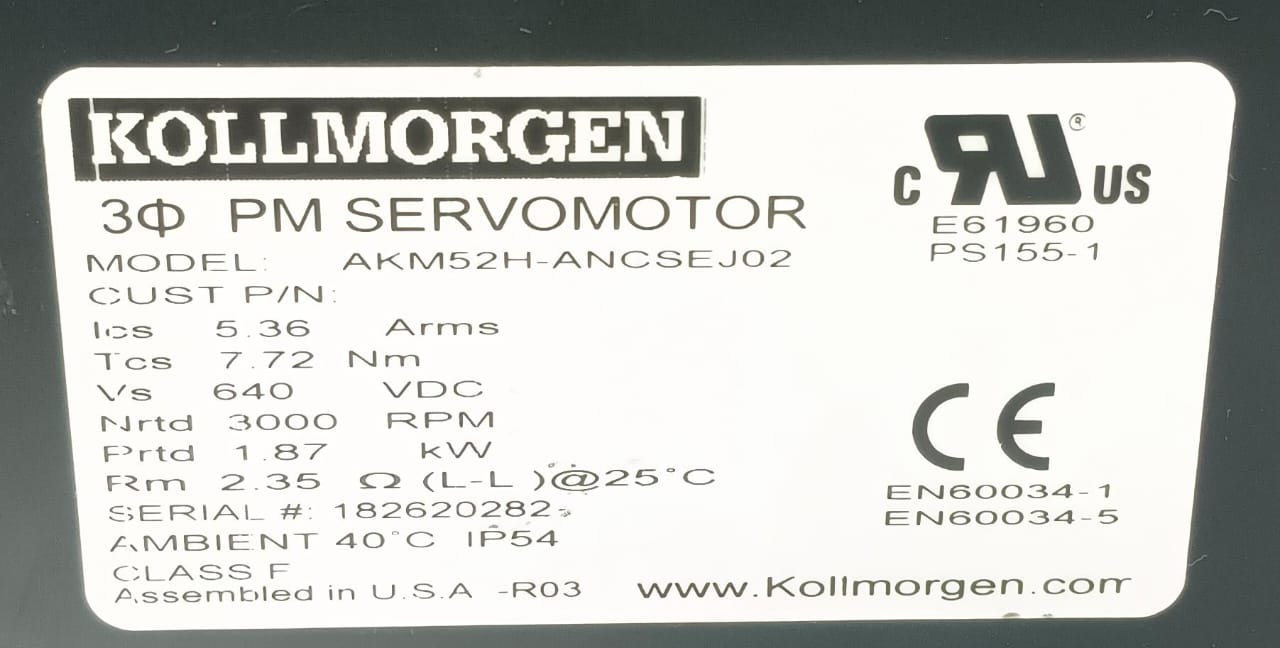 KOLLMORGEN
3Φ PM SERVOMOTOR
MODEL: AKM52H-ANCSEJ02
CUST P/N:
Ics 5.36 Arms
Tcs 7.72 Nm
Vs 640 VDC
Nrtd 3000 RPM
Prtd 1.87 kW
Rm 2.35 Ω (L-L )@25°C
SERIAL #: 182620282
AMBIENT 40°C IP54
CLASS F
Assembled in U.S.A -R03
C RU ® US
E61960
PS155-1
CE
EN60034-1
EN60034-5
www.Kollmorgen.com